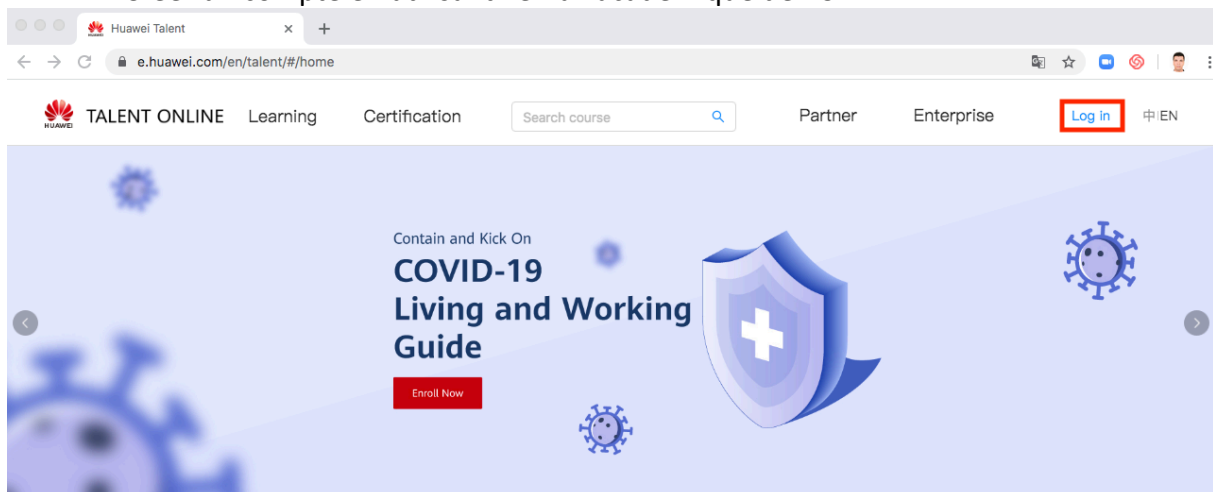 Huawei Talent
e.huawei.com/en/talent/#/home
HUAWEI
TALENT ONLINE Learning Certification Search course Partner Enterprise Log in 中|EN
Contain and Kick On
COVID-19
Living and Working
Guide
Enroll Now